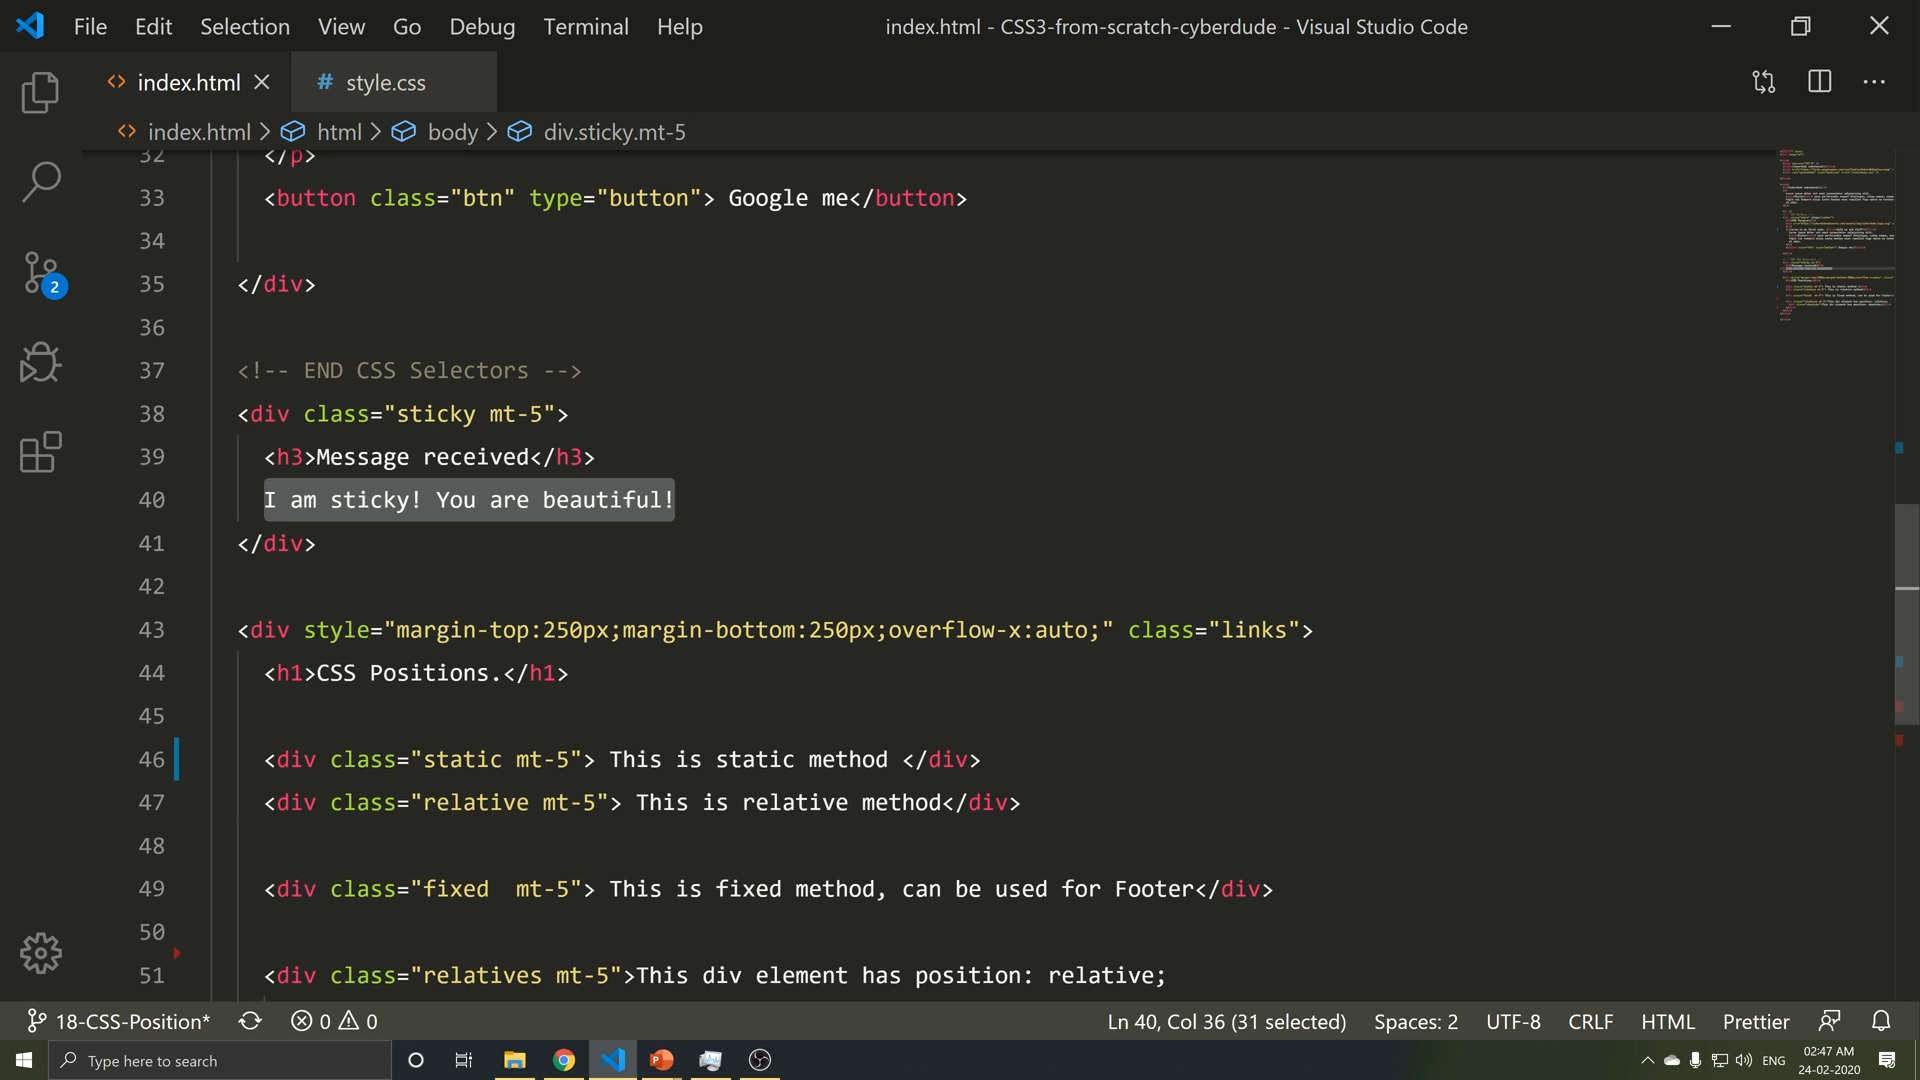 File Edit Selection View Go Debug Terminal Help index.html - CSS3-from-scratch-cyberdude - Visual Studio Code
<> index.html # style.css
<> index.html > html > body > div.sticky.mt-5
32 </p>
33 <button class="btn" type="button"> Google me</button>
34
35 </div>
36
37 <!-- END CSS Selectors -->
38 <div class="sticky mt-5">
39 <h3>Message received</h3>
40 I am sticky! You are beautiful!
41 </div>
42
43 <div style="margin-top:250px;margin-bottom:250px;overflow-x:auto;" class="links">
44 <h1>CSS Positions.</h1>
45
46 <div class="static mt-5"> This is static method </div>
47 <div class="relative mt-5"> This is relative method</div>
48
49 <div class="fixed  mt-5"> This is fixed method, can be used for Footer</div>
50
51 <div class="relatives mt-5">This div element has position: relative;
2
18-CSS-Position* 0 0 Ln 40, Col 36 (31 selected) Spaces: 2 UTF-8 CRLF HTML Prettier
Type here to search ENG 02:47 AM
24-02-2020